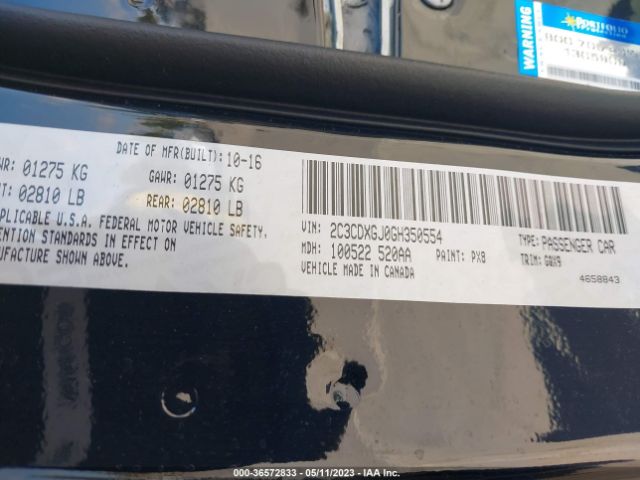 WARNING
DATE OF MFR(BUILT): 10-16
WR: 01275 KG GAWR: 01275 KG
NT: 02810 LB REAR: 02810 LB
PLICABLE U.S.A. FEDERAL MOTOR VEHICLE SAFETY,
ENTION STANDARDS IN EFFECT ON
UFACTURE SHOWN ABOVE.
VIN: 2C3CDXGJ0GH350554 TYPE: PASSENGER CAR
MDH: 100522 520AA PAINT: PX8 TRIM: G8X9
VEHICLE MADE IN CANADA
4658843
000-36572833 - 05/11/2023 - IAA Inc.